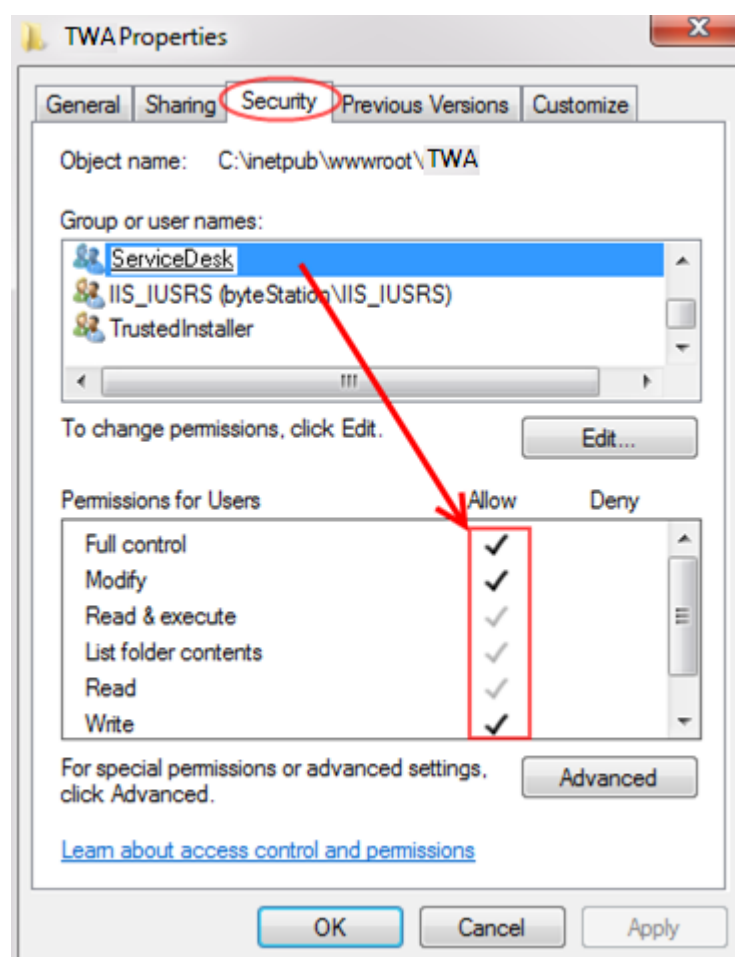 TWA Properties
General Sharing Security Previous Versions Customize
Object name: C:\inetpub\wwwroot\TWA
Group or user names:
ServiceDesk
IIS_IUSRS (byteStation\IIS_IUSRS)
TrustedInstaller
To change permissions, click Edit.
Edit...
Permissions for Users Allow Deny
Full control
Modify
Read & execute
List folder contents
Read
Write
For special permissions or advanced settings,
click Advanced.
Advanced
Learn about access control and permissions
OK Cancel Apply